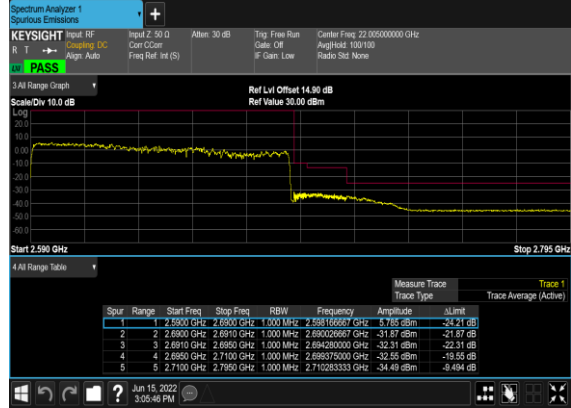 Spectrum Analyzer 1
Spurious Emissions
KEYSIGHT Input: RF Input Z: 50 Ω Atten: 30 dB Trig: Free Run Center Freq: 22.005000000 GHz
R T Coupling: DC Corr CCorr Gate: Off Avg|Hold: 100/100
Align: Auto Freq Ref: Int (S) IF Gain: Low Radio Std: None
LU PASS
3 All Range Graph
Ref Lvl Offset 14.90 dB
Scale/Div 10.0 dB Ref Value 30.00 dBm
Log
20.0
10.0
0.00
-10.0
-20.0
-30.0
-40.0
-50.0
-60.0
Start 2.590 GHz Stop 2.795 GHz
4 All Range Table
Measure Trace Trace 1
Trace Type Trace Average (Active)
Spur Range Start Freq Stop Freq RBW Frequency Amplitude ΔLimit
1 1 2.5900 GHz 2.6900 GHz 1.000 MHz 2.598166667 GHz 5.785 dBm -24.21 dB
2 2 2.6900 GHz 2.6910 GHz 1.000 MHz 2.690026667 GHz -31.87 dBm -21.87 dB
3 3 2.6910 GHz 2.6950 GHz 1.000 MHz 2.694280000 GHz -32.31 dBm -22.31 dB
4 4 2.6950 GHz 2.7100 GHz 1.000 MHz 2.699375000 GHz -32.55 dBm -19.55 dB
5 5 2.7100 GHz 2.7950 GHz 1.000 MHz 2.710283333 GHz -34.49 dBm -9.494 dB
? Jun 15, 2022
3:05:46 PM